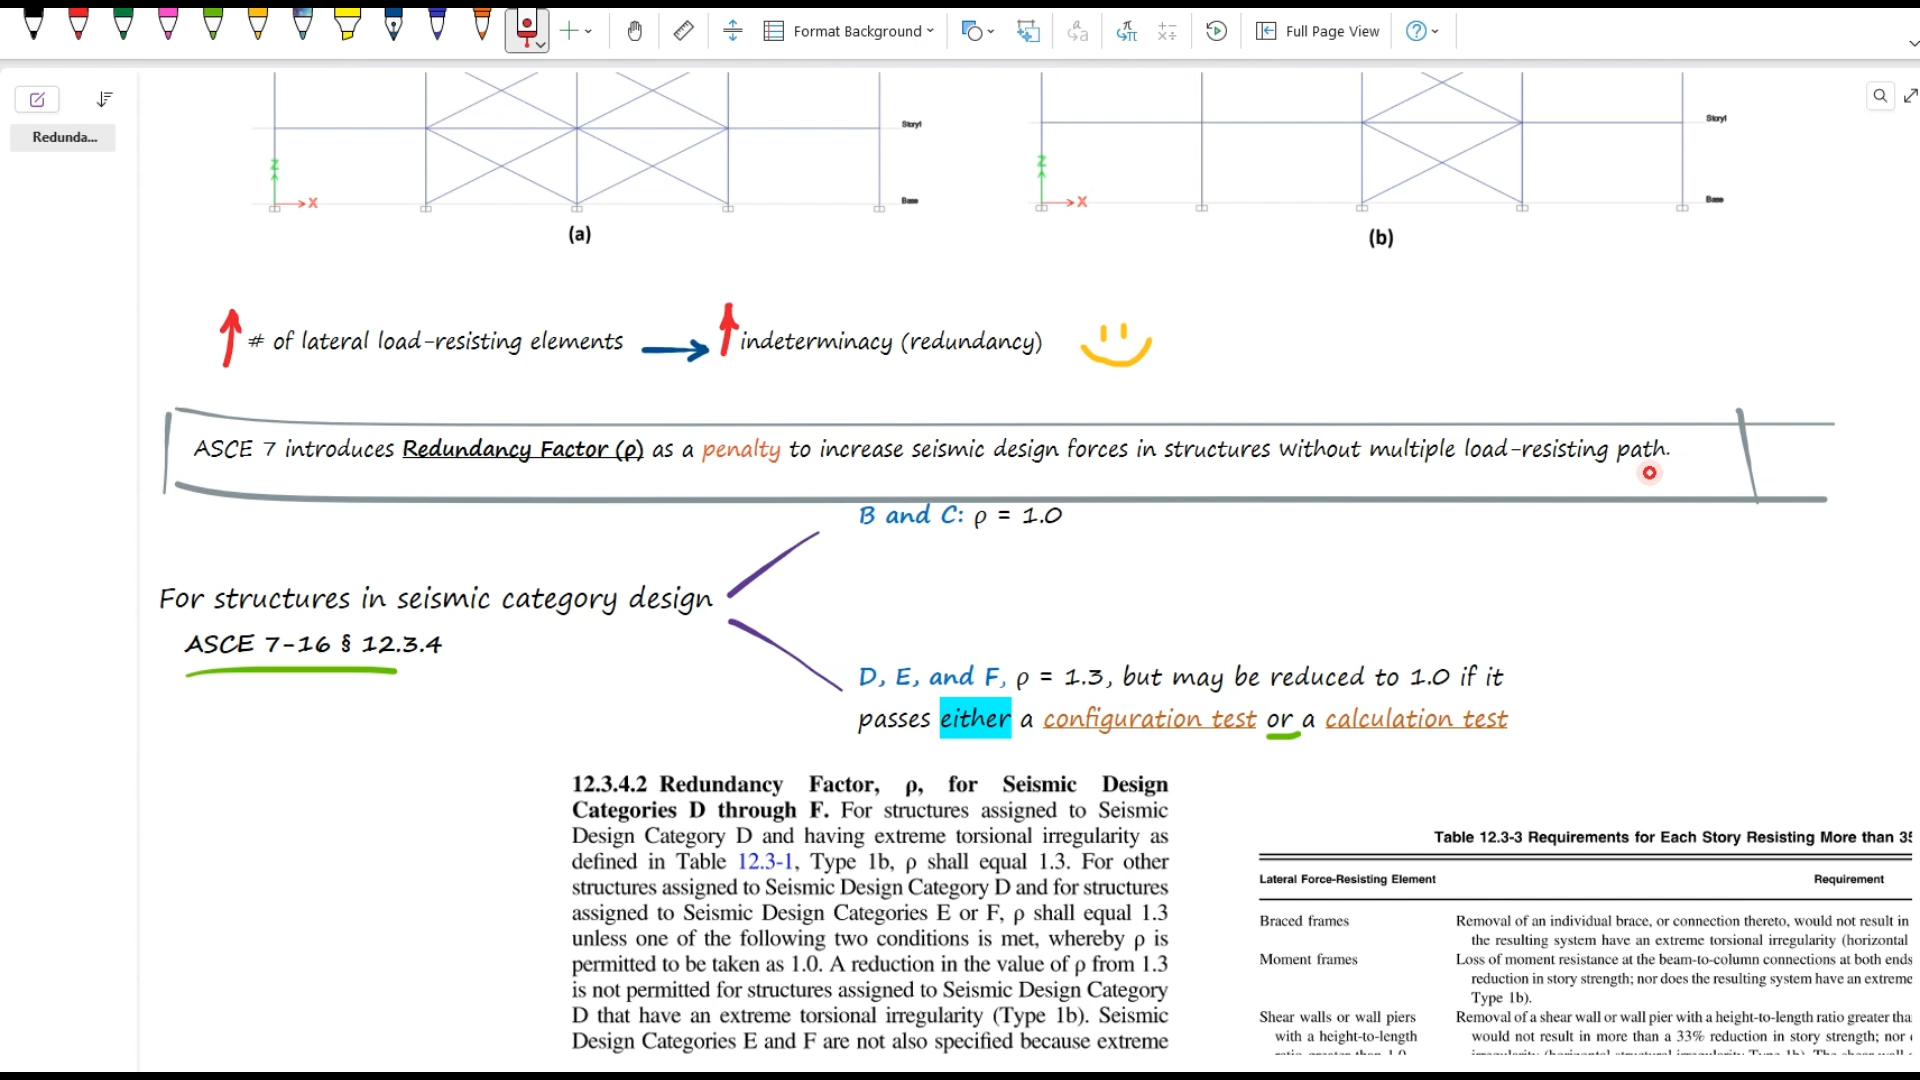 Format Background
Full Page View
Redunda...
Story1
Z
X
Base
(a)
Story1
Z
X
Base
(b)
# of lateral load-resisting elements
indeterminacy (redundancy)
ASCE 7 introduces Redundancy Factor (ρ) as a penalty to increase seismic design forces in structures without multiple load-resisting path.
B and C: ρ = 1.0
For structures in seismic category design
ASCE 7-16 § 12.3.4
D, E, and F, ρ = 1.3, but may be reduced to 1.0 if it
passes either a configuration test or a calculation test
12.3.4.2 Redundancy Factor, ρ, for Seismic Design
Categories D through F. For structures assigned to Seismic
Design Category D and having extreme torsional irregularity as
defined in Table 12.3-1, Type 1b, ρ shall equal 1.3. For other
structures assigned to Seismic Design Category D and for structures
assigned to Seismic Design Categories E or F, ρ shall equal 1.3
unless one of the following two conditions is met, whereby ρ is
permitted to be taken as 1.0. A reduction in the value of ρ from 1.3
is not permitted for structures assigned to Seismic Design Category
D that have an extreme torsional irregularity (Type 1b). Seismic
Design Categories E and F are not also specified because extreme
Table 12.3-3 Requirements for Each Story Resisting More than 35
Lateral Force-Resisting Element
Requirement
Braced frames
Removal of an individual brace, or connection thereto, would not result in
the resulting system have an extreme torsional irregularity (horizontal
Moment frames
Loss of moment resistance at the beam-to-column connections at both ends
reduction in story strength; nor does the resulting system have an extreme
Type 1b).
Shear walls or wall piers
Removal of a shear wall or wall pier with a height-to-length ratio greater tha
with a height-to-length
would not result in more than a 33% reduction in story strength; nor